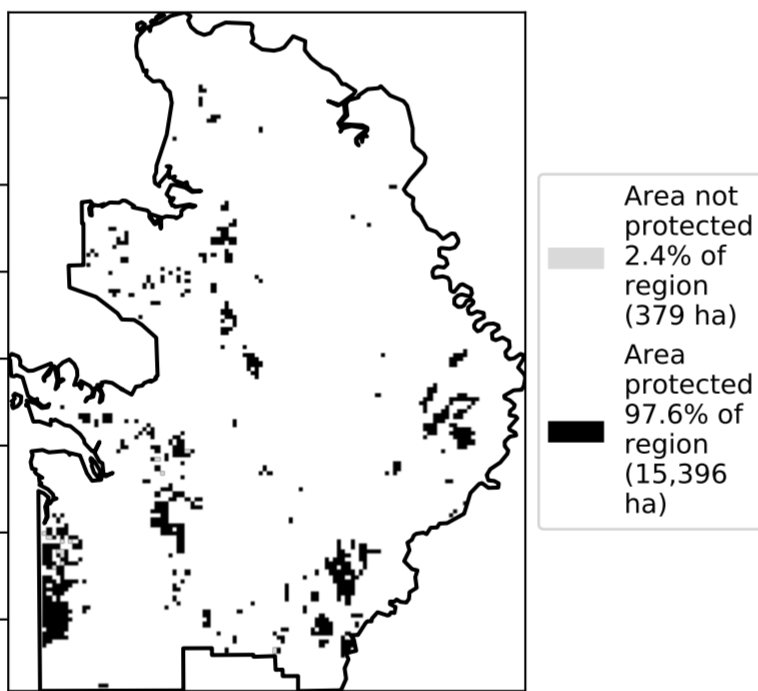 Area not
protected
2.4% of
region
(379 ha)
Area
protected
97.6% of
region
(15,396
ha)